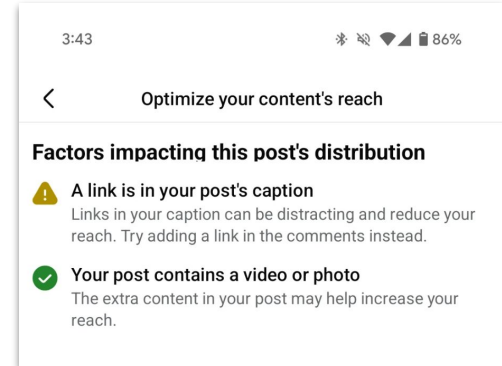 3:43
86%
Optimize your content's reach
Factors impacting this post's distribution
A link is in your post's caption
Links in your caption can be distracting and reduce your
reach. Try adding a link in the comments instead.
Your post contains a video or photo
The extra content in your post may help increase your
reach.